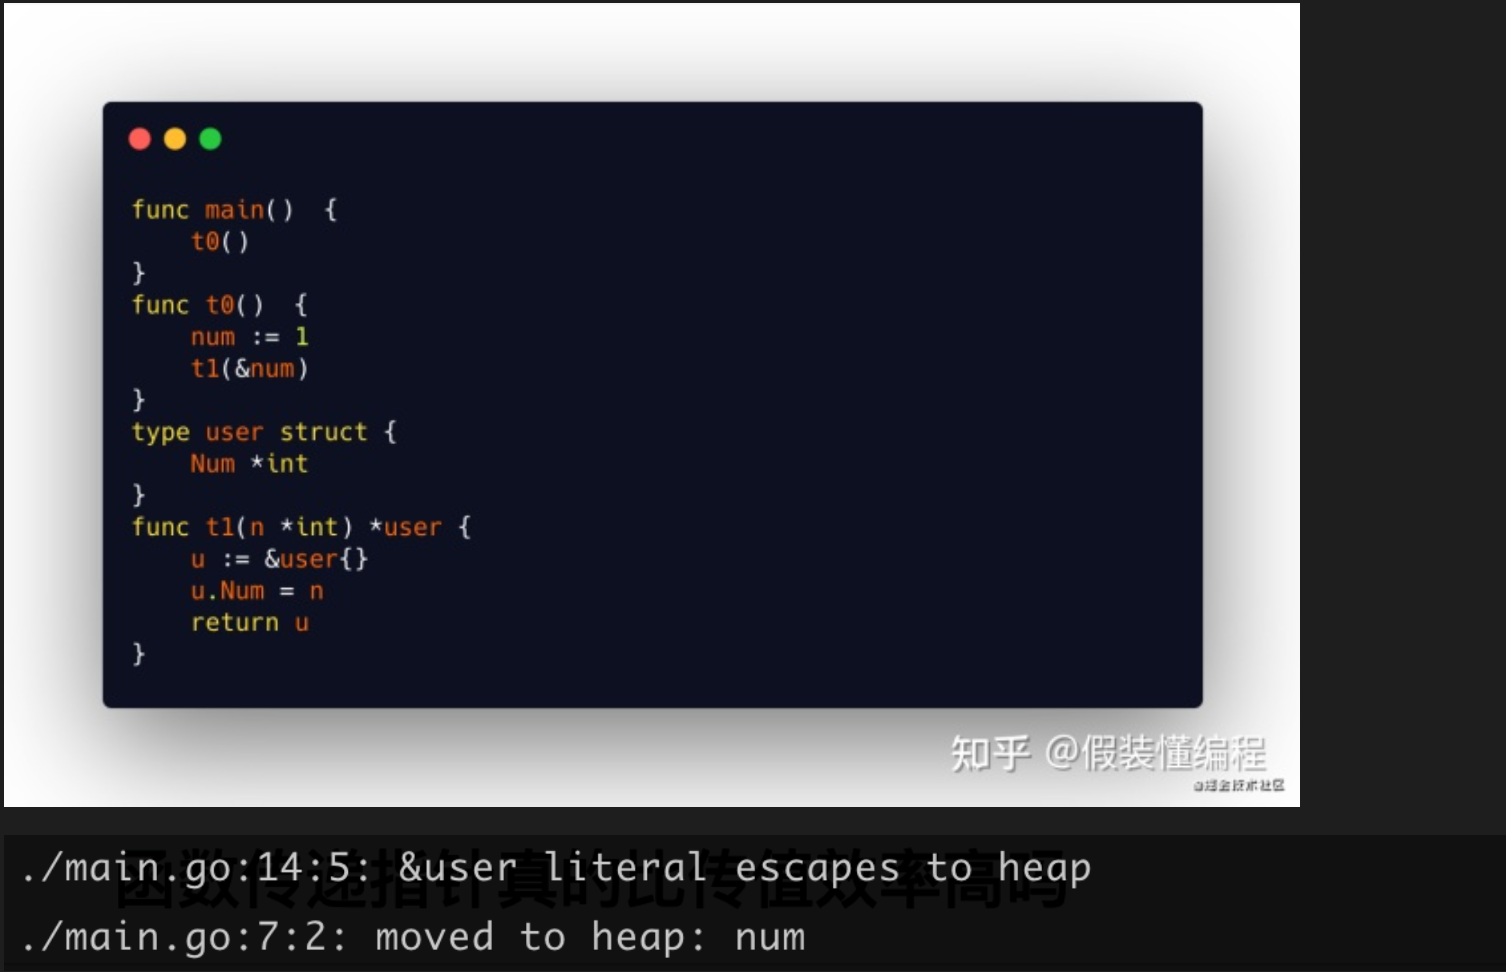 func main()  {
    t0()
}
func t0()  {
    num := 1
    t1(&num)
}
type user struct {
    Num *int
}
func t1(n *int) *user {
    u := &user{}
    u.Num = n
    return u
}
知乎 @假装懂编程
@掘金技术社区
./main.go:14:5: &user literal escapes to heap
函数传递指针真的比传值效率高吗
./main.go:7:2: moved to heap: num